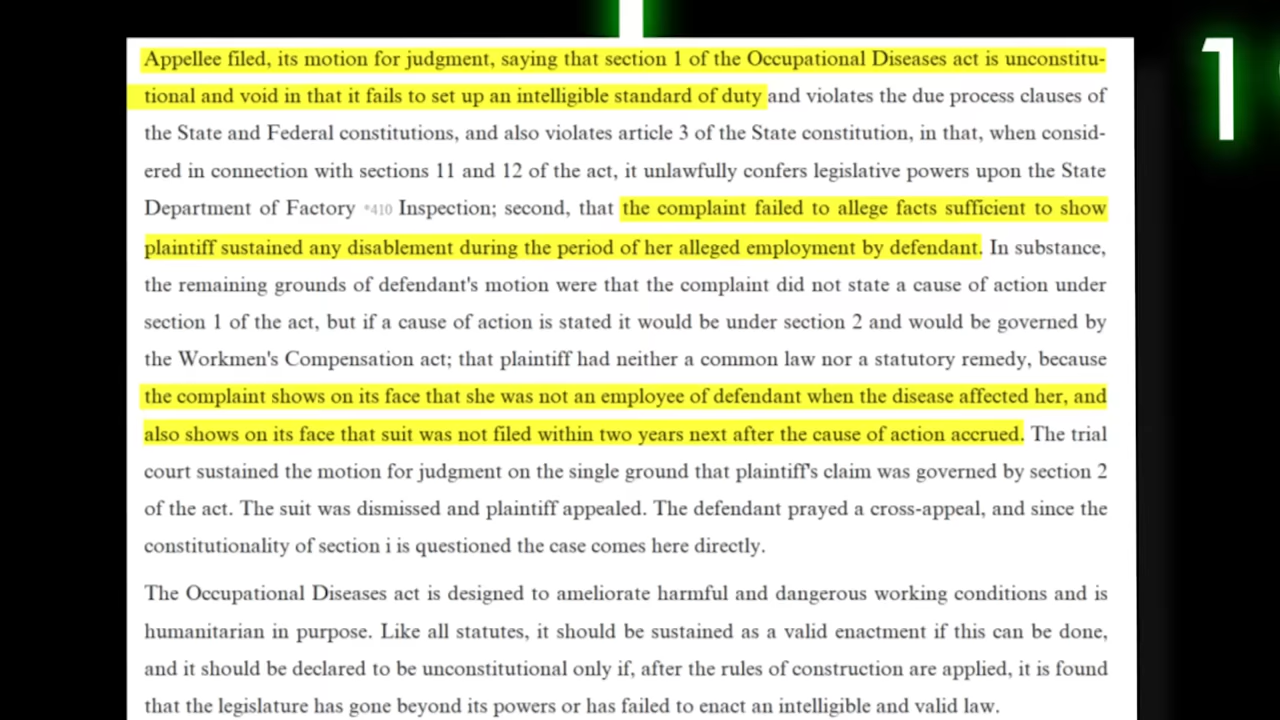 Appellee filed, its motion for judgment, saying that section 1 of the Occupational Diseases act is unconstitu-
tional and void in that it fails to set up an intelligible standard of duty and violates the due process clauses of
the State and Federal constitutions, and also violates article 3 of the State constitution, in that, when consid-
ered in connection with sections 11 and 12 of the act, it unlawfully confers legislative powers upon the State
Department of Factory *410 Inspection; second, that the complaint failed to allege facts sufficient to show
plaintiff sustained any disablement during the period of her alleged employment by defendant. In substance,
the remaining grounds of defendant's motion were that the complaint did not state a cause of action under
section 1 of the act, but if a cause of action is stated it would be under section 2 and would be governed by
the Workmen's Compensation act; that plaintiff had neither a common law nor a statutory remedy, because
the complaint shows on its face that she was not an employee of defendant when the disease affected her, and
also shows on its face that suit was not filed within two years next after the cause of action accrued. The trial
court sustained the motion for judgment on the single ground that plaintiff's claim was governed by section 2
of the act. The suit was dismissed and plaintiff appealed. The defendant prayed a cross-appeal, and since the
constitutionality of section i is questioned the case comes here directly.
The Occupational Diseases act is designed to ameliorate harmful and dangerous working conditions and is
humanitarian in purpose. Like all statutes, it should be sustained as a valid enactment if this can be done,
and it should be declared to be unconstitutional only if, after the rules of construction are applied, it is found
that the legislature has gone beyond its powers or has failed to enact an intelligible and valid law.